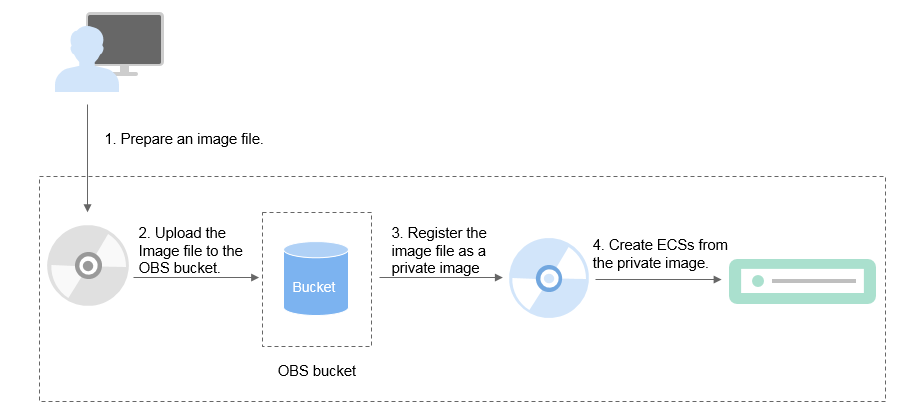 1. Prepare an image file.
2. Upload the
Image file to the
OBS bucket.
Bucket
OBS bucket
3. Register the
image file as a
private image
4. Create ECSs from
the private image.